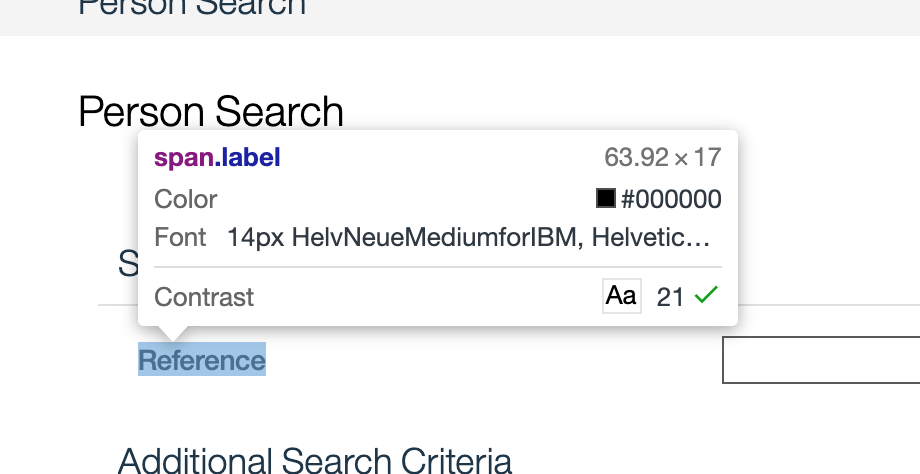 Person Search
Person Search
span.label 63.92 × 17
Color #000000
Font 14px HelvNeueMediumforIBM, Helvetic…
S
Contrast Aa 21
Reference
Additional Search Criteria